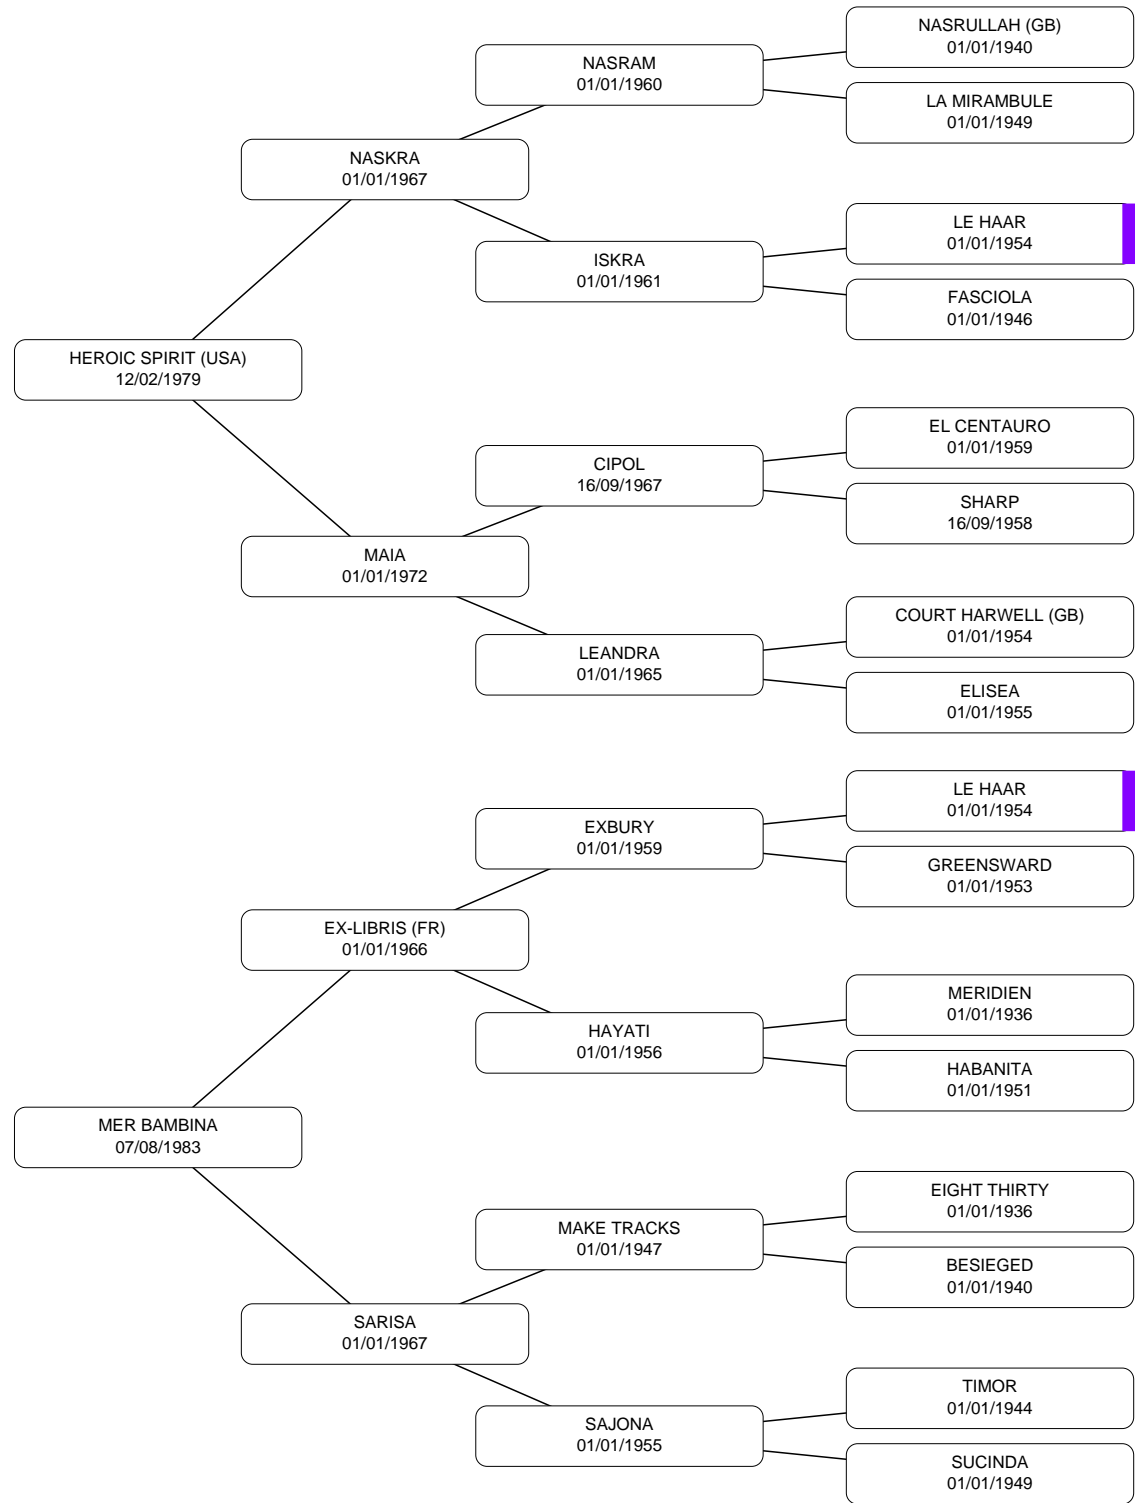 NASRULLAH (GB)
01/01/1940
NASRAM
01/01/1960
LA MIRAMBULE
01/01/1949
NASKRA
01/01/1967
LE HAAR
01/01/1954
ISKRA
01/01/1961
FASCIOLA
01/01/1946
HEROIC SPIRIT (USA)
12/02/1979
EL CENTAURO
01/01/1959
CIPOL
16/09/1967
SHARP
16/09/1958
MAIA
01/01/1972
COURT HARWELL (GB)
01/01/1954
LEANDRA
01/01/1965
ELISEA
01/01/1955
LE HAAR
01/01/1954
EXBURY
01/01/1959
GREENSWARD
01/01/1953
EX-LIBRIS (FR)
01/01/1966
MERIDIEN
01/01/1936
HAYATI
01/01/1956
HABANITA
01/01/1951
MER BAMBINA
07/08/1983
EIGHT THIRTY
01/01/1936
MAKE TRACKS
01/01/1947
BESIEGED
01/01/1940
SARISA
01/01/1967
TIMOR
01/01/1944
SAJONA
01/01/1955
SUCINDA
01/01/1949